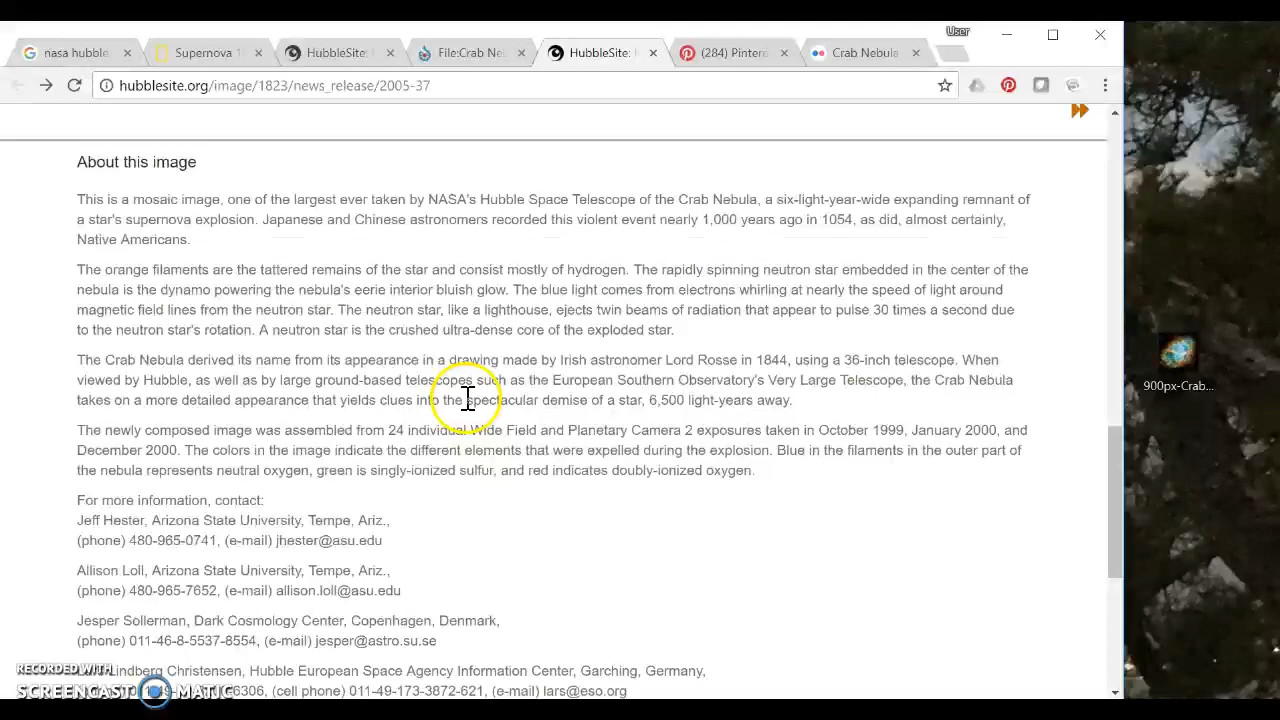 User
nasa hubble
Supernova 1
HubbleSite:
File:Crab Ne
HubbleSite:
(284) Pintere
Crab Nebula
hubblesite.org/image/1823/news_release/2005-37
About this image
This is a mosaic image, one of the largest ever taken by NASA's Hubble Space Telescope of the Crab Nebula, a six-light-year-wide expanding remnant of
a star's supernova explosion. Japanese and Chinese astronomers recorded this violent event nearly 1,000 years ago in 1054, as did, almost certainly,
Native Americans.
The orange filaments are the tattered remains of the star and consist mostly of hydrogen. The rapidly spinning neutron star embedded in the center of the
nebula is the dynamo powering the nebula's eerie interior bluish glow. The blue light comes from electrons whirling at nearly the speed of light around
magnetic field lines from the neutron star. The neutron star, like a lighthouse, ejects twin beams of radiation that appear to pulse 30 times a second due
to the neutron star's rotation. A neutron star is the crushed ultra-dense core of the exploded star.
The Crab Nebula derived its name from its appearance in a drawing made by Irish astronomer Lord Rosse in 1844, using a 36-inch telescope. When
viewed by Hubble, as well as by large ground-based telescopes such as the European Southern Observatory's Very Large Telescope, the Crab Nebula
takes on a more detailed appearance that yields clues into the spectacular demise of a star, 6,500 light-years away.
900px-Crab...
The newly composed image was assembled from 24 individual Wide Field and Planetary Camera 2 exposures taken in October 1999, January 2000, and
December 2000. The colors in the image indicate the different elements that were expelled during the explosion. Blue in the filaments in the outer part of
the nebula represents neutral oxygen, green is singly-ionized sulfur, and red indicates doubly-ionized oxygen.
For more information, contact:
Jeff Hester, Arizona State University, Tempe, Ariz.,
(phone) 480-965-0741, (e-mail) jhester@asu.edu
Allison Loll, Arizona State University, Tempe, Ariz.,
(phone) 480-965-7652, (e-mail) allison.loll@asu.edu
Jesper Sollerman, Dark Cosmology Center, Copenhagen, Denmark,
(phone) 011-46-8-5537-8554, (e-mail) jesper@astro.su.se
Lindberg Christensen, Hubble European Space Agency Information Center, Garching, Germany,
6306, (cell phone) 011-49-173-3872-621, (e-mail) lars@eso.org
RECORDED WITH
SCREENCAST MATIC